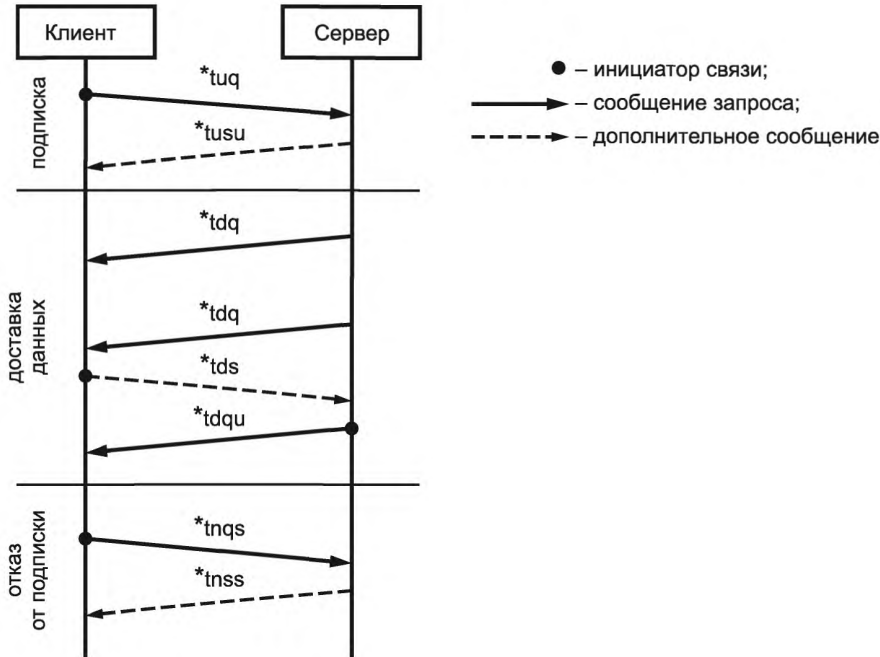 Клиент
Сервер
подписка
*tuq
*tusu
доставка
данных
*tdq
*tdq
*tds
*tdqu
отказ
от подписки
*tnqs
*tnss
– инициатор связи;
– сообщение запроса;
– дополнительное сообщение